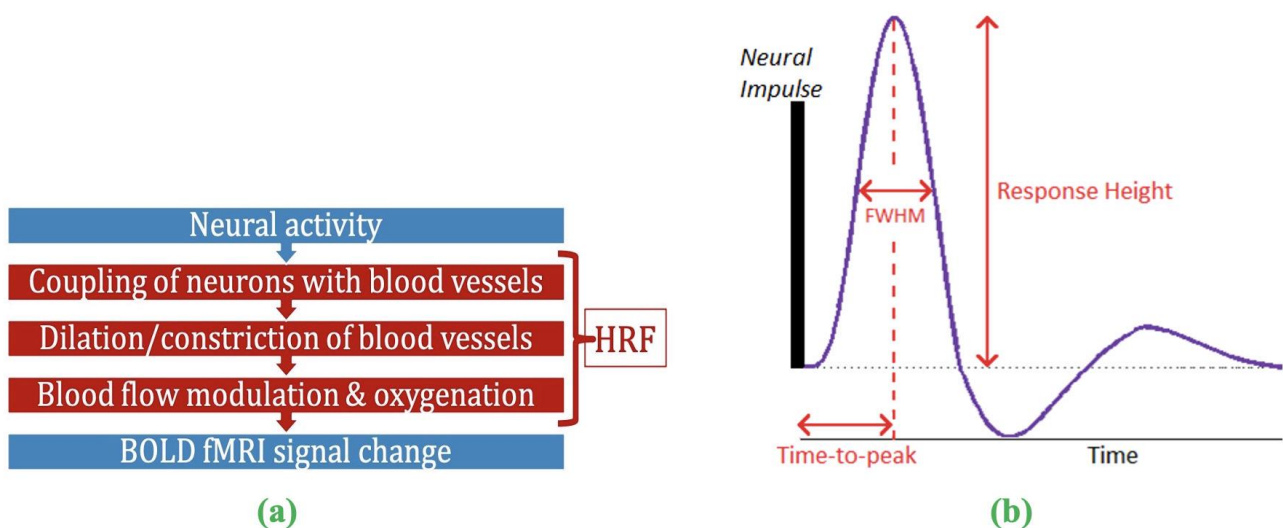 Neural activity
Coupling of neurons with blood vessels
Dilation/constriction of blood vessels
Blood flow modulation & oxygenation
BOLD fMRI signal change
HRF
(a)
Neural
Impulse
FWHM
Response Height
Time-to-peak
Time
(b)